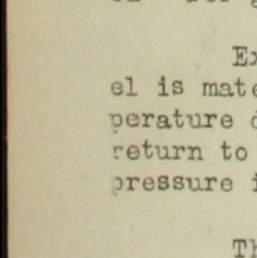 Ex
el is mate
perature
return to
pressure i
Th